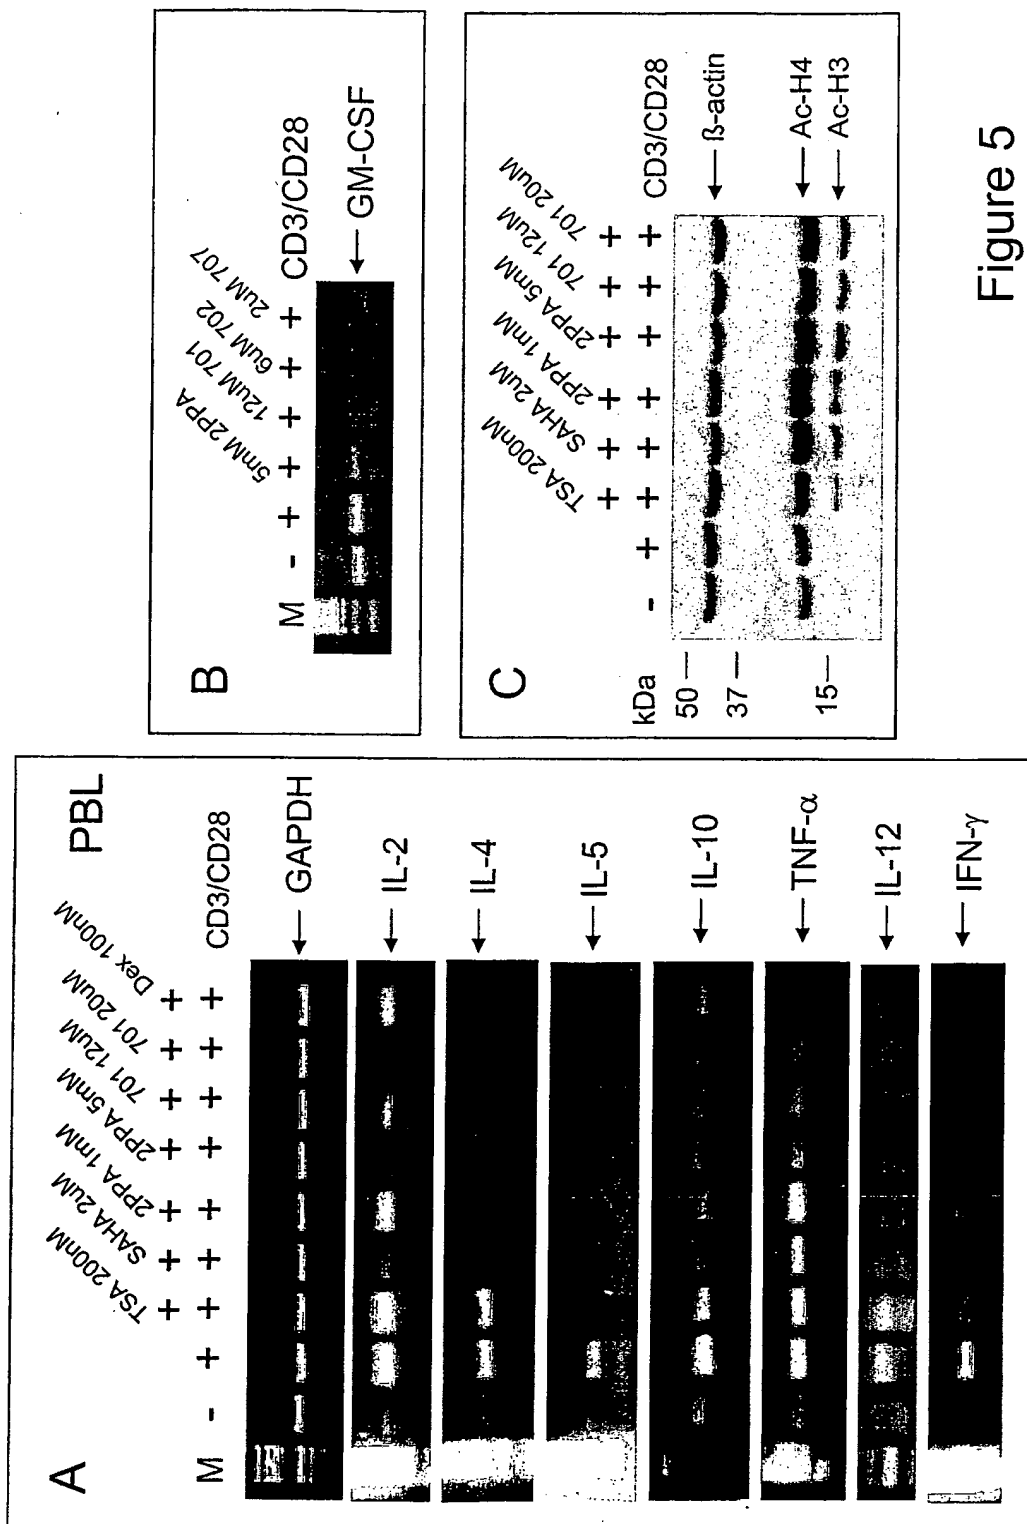 A
PBL
TSA 200nM
SAHA 2uM
2PPA 1mM
2PPA 5mM
701 12uM
701 20uM
Dex 100nM
+ + + + + + +
M - + + + + + + + + CD3/CD28
GAPDH
IL-2
IL-4
IL-5
IL-10
TNF-α
IL-12
IFN-γ
B
5mM 2PPA
12uM 701
6uM 702
2uM 707
M - + + + + + CD3/CD28
GM-CSF
C
TSA 200nM
SAHA 2uM
2PPA 1mM
2PPA 5mM
701 12uM
701 20uM
+ + + + + +
kDa - + + + + + + + CD3/CD28
50
ß-actin
37
Ac-H4
15
Ac-H3
Figure 5